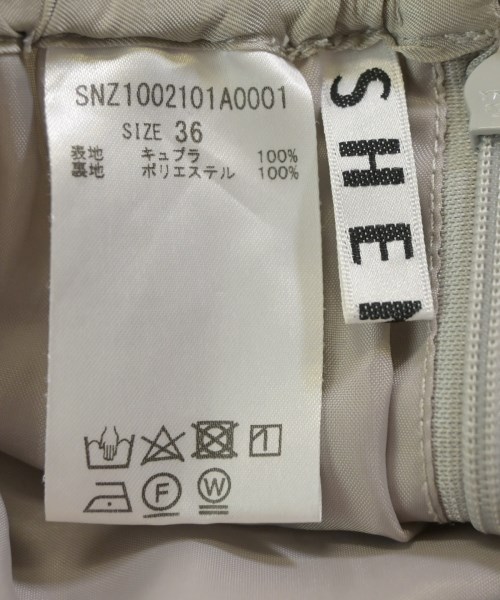 SNZ1002101A0001
SIZE 36
表地 キュプラ 100%
裏地 ポリエステル 100%
F
W
SHE